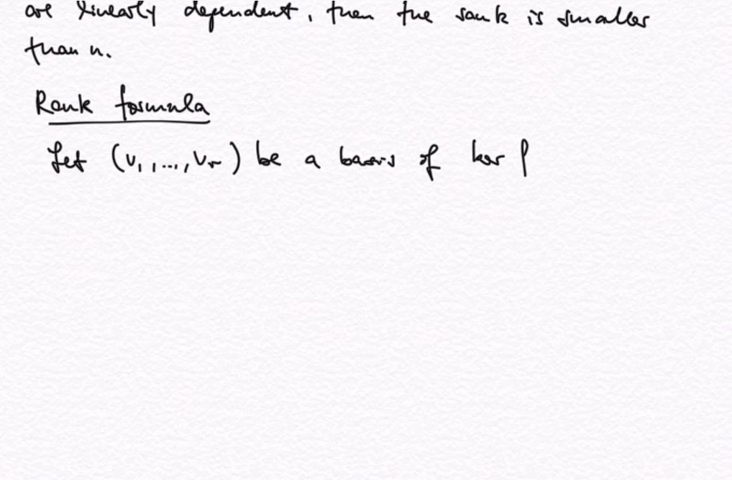 are linearly dependent, then the rank is smaller
than n.
Rank formula
Let (v₁,...,vᵣ) be a basis of ker f